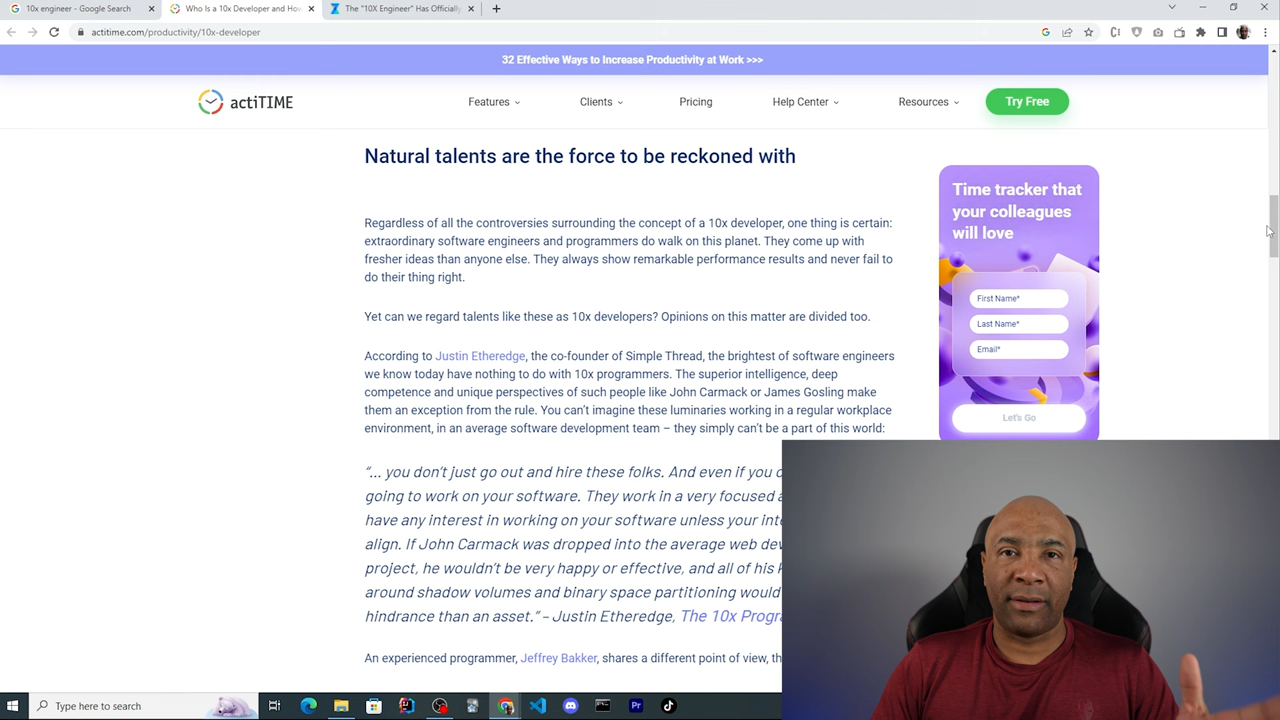 10x engineer - Google Search
Who Is a 10x Developer and How
The "10X Engineer" Has Officially
actitime.com/productivity/10x-developer
32 Effective Ways to Increase Productivity at Work >>>
actiTIME
Features
Clients
Pricing
Help Center
Resources
Try Free
Natural talents are the force to be reckoned with
Regardless of all the controversies surrounding the concept of a 10x developer, one thing is certain:
extraordinary software engineers and programmers do walk on this planet. They come up with
fresher ideas than anyone else. They always show remarkable performance results and never fail to
do their thing right.
Yet can we regard talents like these as 10x developers? Opinions on this matter are divided too.
According to Justin Etheredge, the co-founder of Simple Thread, the brightest of software engineers
we know today have nothing to do with 10x programmers. The superior intelligence, deep
competence and unique perspectives of such people like John Carmack or James Gosling make
them an exception from the rule. You can't imagine these luminaries working in a regular workplace
environment, in an average software development team – they simply can't be a part of this world:
"… you don't just go out and hire these folks. And even if you
going to work on your software. They work in a very focused
have any interest in working on your software unless your
align. If John Carmack was dropped into the average web
project, he wouldn't be very happy or effective, and all of his
around shadow volumes and binary space partitioning would
hindrance than an asset." – Justin Etheredge, The 10x
An experienced programmer, Jeffrey Bakker, shares a different point of view,
Time tracker that
your colleagues
will love
First Name*
Last Name*
Email*
Let's Go
Type here to search
Pr